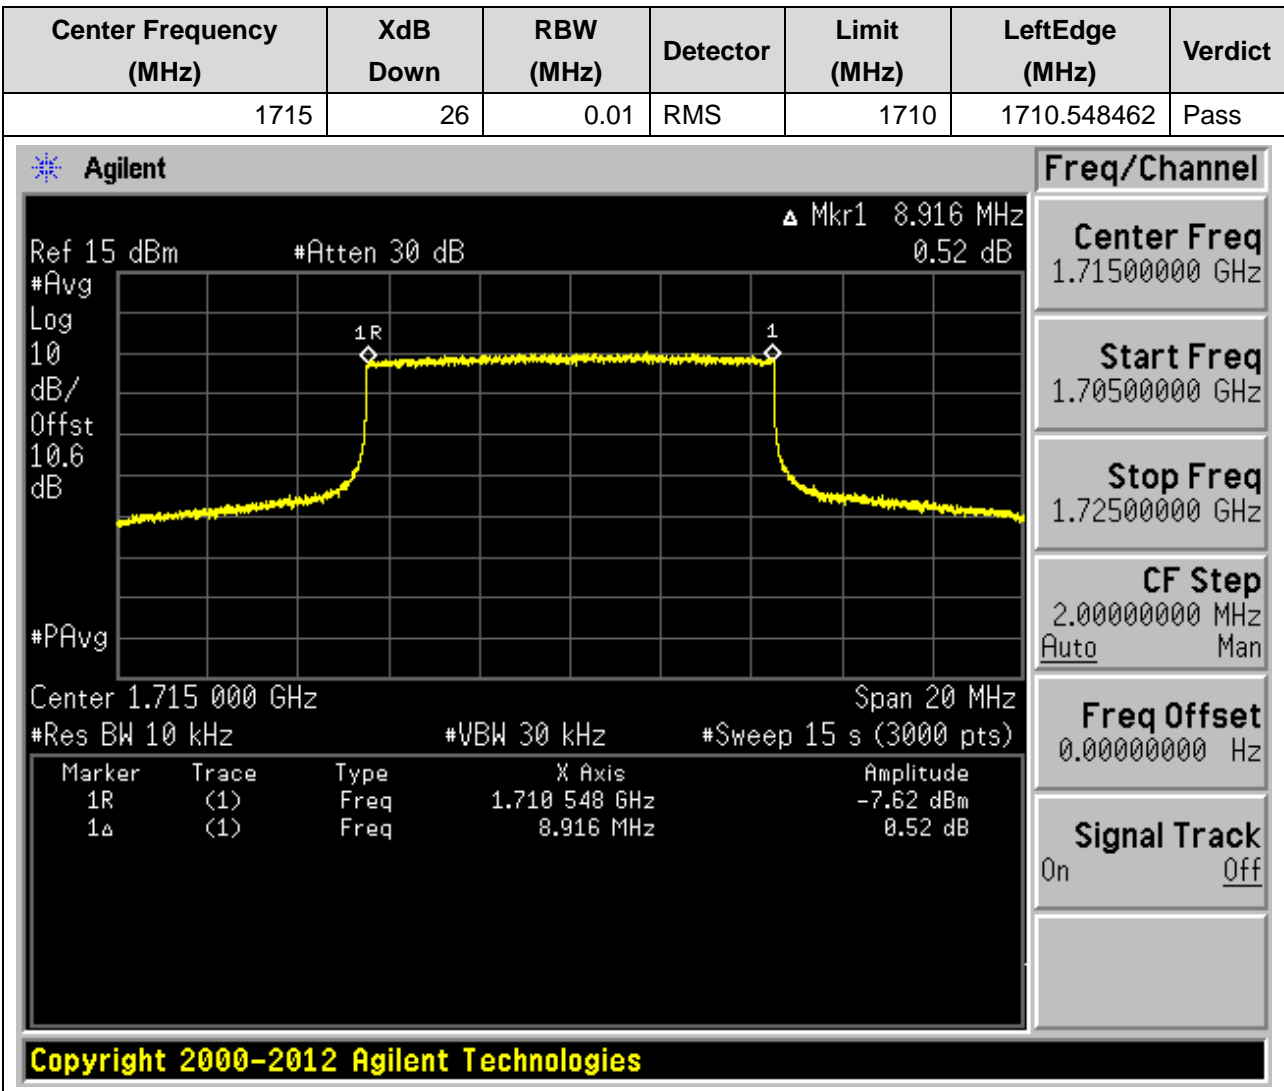 Center Frequency (MHz) XdB Down RBW (MHz) Detector Limit (MHz) LeftEdge (MHz) Verdict
1715 26 0.01 RMS 1710 1710.548462 Pass
Agilent
Freq/Channel
Δ Mkr1 8.916 MHz
Ref 15 dBm #Atten 30 dB 0.52 dB
#Avg
Log
10
dB/
Offst
10.6
dB
1R
1
#PAvg
Center 1.715 000 GHz Span 20 MHz
#Res BW 10 kHz #VBW 30 kHz #Sweep 15 s (3000 pts)
Marker Trace Type X Axis Amplitude
1R (1) Freq 1.710 548 GHz -7.62 dBm
1Δ (1) Freq 8.916 MHz 0.52 dB
Center Freq
1.71500000 GHz
Start Freq
1.70500000 GHz
Stop Freq
1.72500000 GHz
CF Step
2.00000000 MHz
Auto Man
Freq Offset
0.00000000 Hz
Signal Track
On Off
Copyright 2000-2012 Agilent Technologies